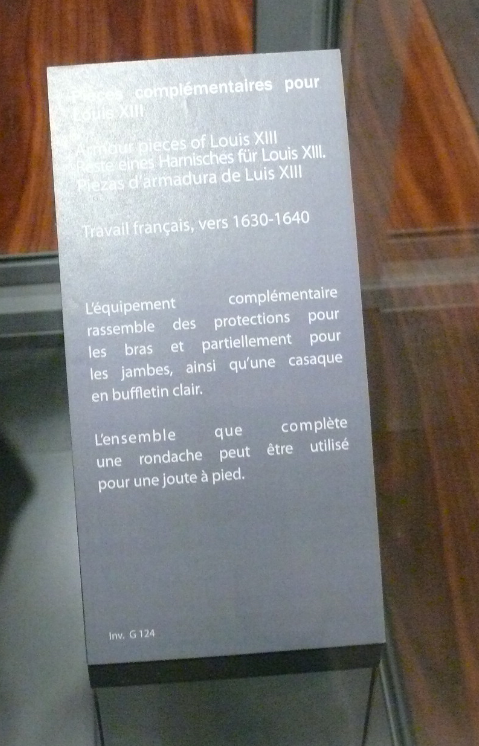 Pièces complémentaires pour
Louis XIII
Armour pieces of Louis XIII
Reste eines Harnisches für Louis XIII.
Piezas d'armadura de Luis XIII
Travail français, vers 1630-1640
L'équipement complémentaire
rassemble des protections pour
les bras et partiellement pour
les jambes, ainsi qu'une casaque
en buffletin clair.
L'ensemble que complète
une rondache peut être utilisé
pour une joute à pied.
Inv. G 124